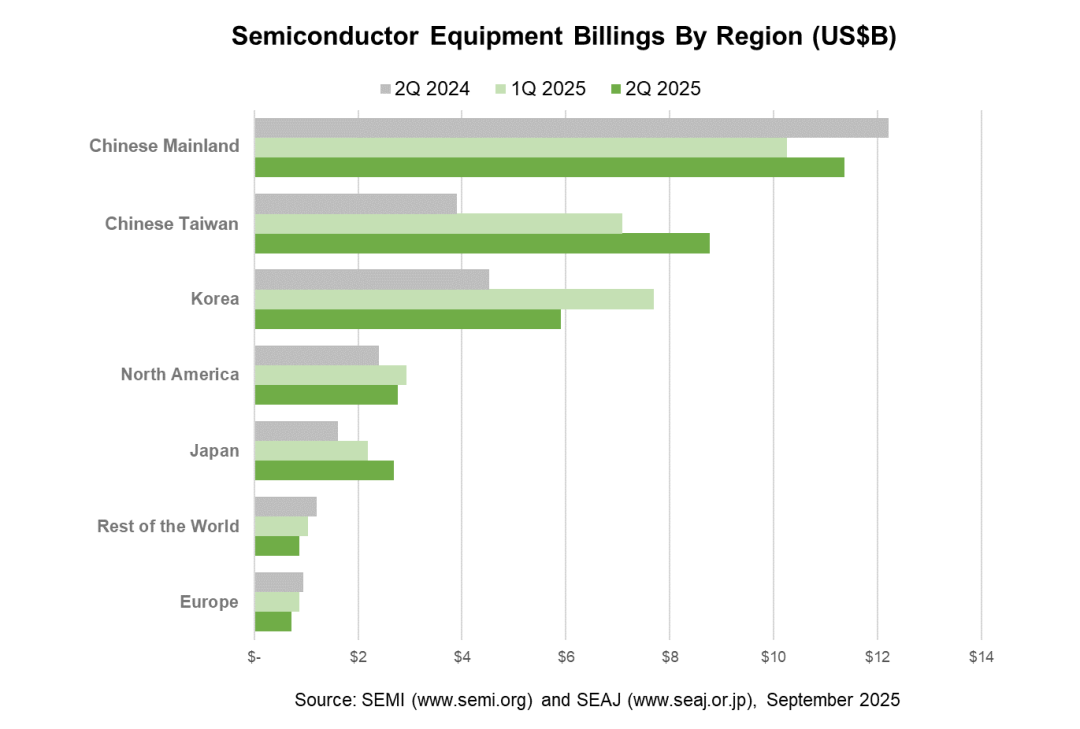 Semiconductor Equipment Billings By Region (US$B)
2Q 2024 1Q 2025 2Q 2025
Chinese Mainland
Chinese Taiwan
Korea
North America
Japan
Rest of the World
Europe
$- $2 $4 $6 $8 $10 $12 $14
Source: SEMI (www.semi.org) and SEAJ (www.seaj.or.jp), September 2025